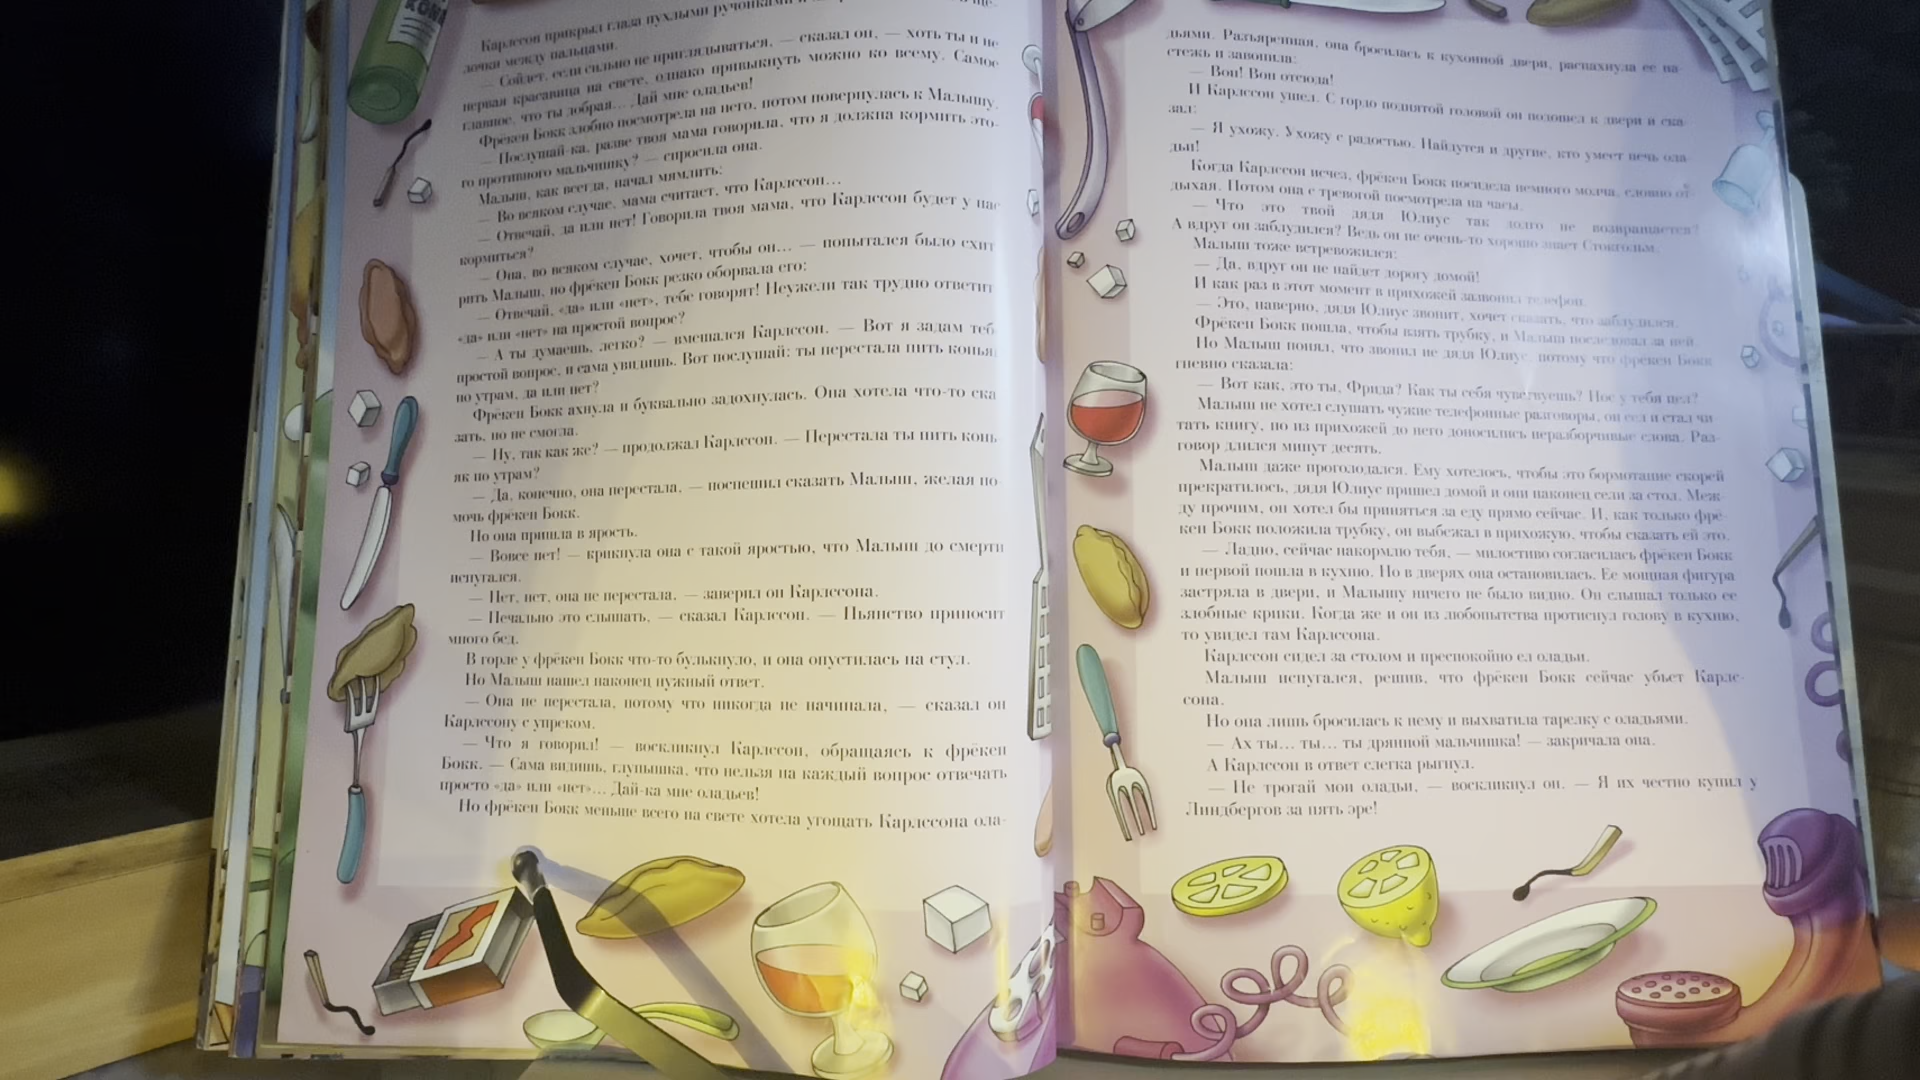 КОНЬ
Карлссон прикрыл глаза пухлыми ручонками и
лочки между пальцами.
— Сойдет, если сильно не приглядываться, — сказал он, — хоть ты и не
первая красавица на свете, однако привыкнуть можно ко всему. Самое
главное, что ты добрая... Дай мне оладьев!
Фрёкен Бокк злобно посмотрела на него, потом повернулась к Малышу.
— Послушай-ка, разве твоя мама говорила, что я должна кормить это-
го противного мальчишку? — спросила она.
Малыш, как всегда, начал мямлить:
— Во всяком случае, мама считает, что Карлссон...
— Отвечай, да или нет! Говорила твоя мама, что Карлссон будет у нас
кормиться?
— Она, во всяком случае, хочет, чтобы он... — попытался было схит
рить Малыш, но фрёкен Бокк резко оборвала его:
— Отвечай, «да» или «нет», тебе говорят! Неужели так трудно ответит
«да» или «нет» на простой вопрос?
— А ты думаешь, легко? — вмешался Карлссон. — Вот я задам теб
простой вопрос, и сама увидишь. Вот послушай: ты перестала пить конья
по утрам, да или нет?
Фрёкен Бокк ахнула и буквально задохнулась. Она хотела что-то ска
зать, но не смогла.
— Ну, так как же? — продолжал Карлссон. — Перестала ты пить конь-
як по утрам?
— Да, конечно, она перестала, — поспешил сказать Малыш, желая по-
мочь фрёкен Бокк.
Но она пришла в ярость.
— Вовсе нет! — крикнула она с такой яростью, что Малыш до смерти
испугался.
— Нет, нет, она не перестала, — заверил он Карлссона.
— Печально это слышать, — сказал Карлссон. — Пьянство приносит
много бед.
В горле у фрёкен Бокк что-то булькнуло, и она опустилась на стул.
Но Малыш нашел наконец нужный ответ.
— Она не перестала, потому что никогда не начинала, — сказал он
Карлссону с упреком.
— Что я говорил! — воскликнул Карлссон, обращаясь к фрёкен
Бокк. — Сама видишь, глупышка, что нельзя на каждый вопрос отвечать
просто «да» или «нет»... Дай-ка мне оладьев!
Но фрёкен Бокк меньше всего на свете хотела угощать Карлссона ола-
дьями. Разъяренная, она бросилась к кухонной двери, распахнула ее на-
стежь и завопила:
— Вон! Вон отсюда!
И Карлссон ушел. С гордо поднятой головой он подошел к двери и ска-
зал:
— Я ухожу. Ухожу с радостью. Найдутся и другие, кто умеет печь ола-
дьи!
Когда Карлссон исчез, фрёкен Бокк посидела немного молча, словно от-
дыхая. Потом она с тревогой посмотрела на часы.
— Что это твой дядя Юлиус так долго не возвращается?
А вдруг он заблудился? Ведь он не очень-то хорошо знает Стокгольм.
Малыш тоже встревожился:
— Да, вдруг он не найдет дорогу домой!
И как раз в этот момент в прихожей зазвонил телефон.
— Это, наверно, дядя Юлиус звонит, хочет сказать, что заблудился.
Фрёкен Бокк пошла, чтобы взять трубку, и Малыш последовал за ней.
Но Малыш понял, что звонил не дядя Юлиус, потому что фрёкен Бокк
гневно сказала:
— Вот как, это ты, Фрида? Как ты себя чувствуешь? Нос у тебя цел?
Малыш не хотел слушать чужие телефонные разговоры, он сел и стал чи
тать книгу, но из прихожей до него доносились неразборчивые слова. Раз-
говор длился минут десять.
Малыш даже проголодался. Ему хотелось, чтобы это бормотание скорей
прекратилось, дядя Юлиус пришел домой и они наконец сели за стол. Меж-
ду прочим, он хотел бы приняться за еду прямо сейчас. И, как только фрё-
кен Бокк положила трубку, он выбежал в прихожую, чтобы сказать ей это.
— Ладно, сейчас накормлю тебя, — милостиво согласилась фрёкен Бокк
и первой пошла в кухню. Но в дверях она остановилась. Ее мощная фигура
застряла в двери, и Малышу ничего не было видно. Он слышал только ее
злобные крики. Когда же и он из любопытства протиснул голову в кухню,
то увидел там Карлссона.
Карлссон сидел за столом и преспокойно ел оладьи.
Малыш испугался, решив, что фрёкен Бокк сейчас убьет Карлс-
сона.
Но она лишь бросилась к нему и выхватила тарелку с оладьями.
— Ах ты... ты... ты дрянной мальчишка! — закричала она.
А Карлссон в ответ слегка рыгнул.
— Не трогай мои оладьи, — воскликнул он. — Я их честно купил у
Линдбергов за пять эре!